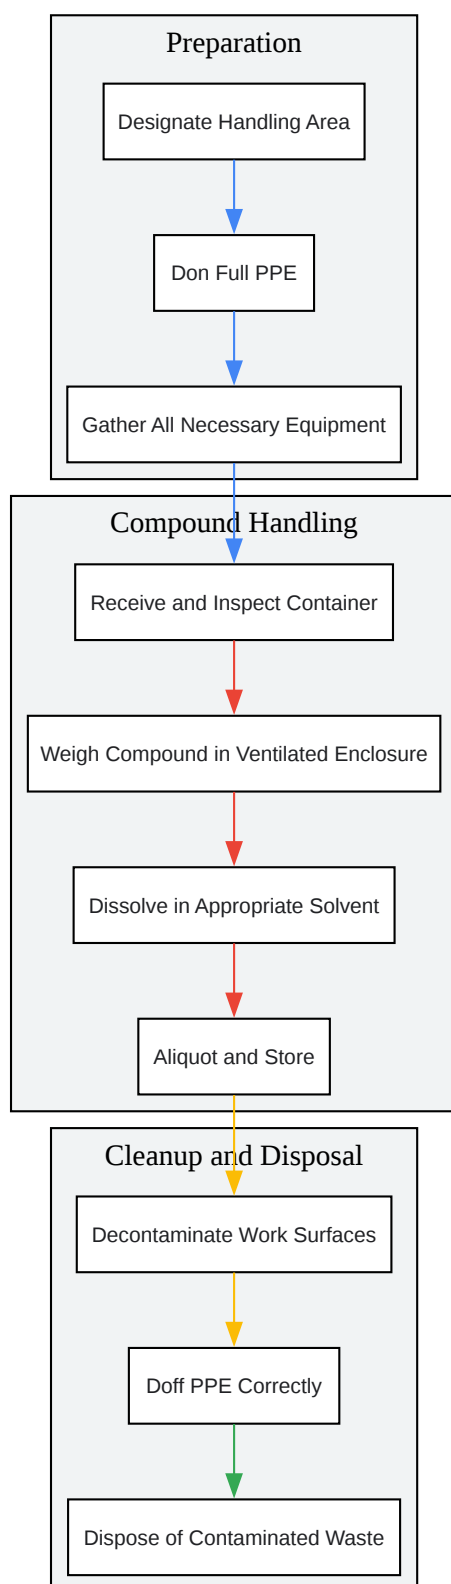 Preparation
Designate Handling Area
Don Full PPE
Gather All Necessary Equipment
Compound Handling
Receive and Inspect Container
Weigh Compound in Ventilated Enclosure
Dissolve in Appropriate Solvent
Aliquot and Store
Cleanup and Disposal
Decontaminate Work Surfaces
Doff PPE Correctly
Dispose of Contaminated Waste